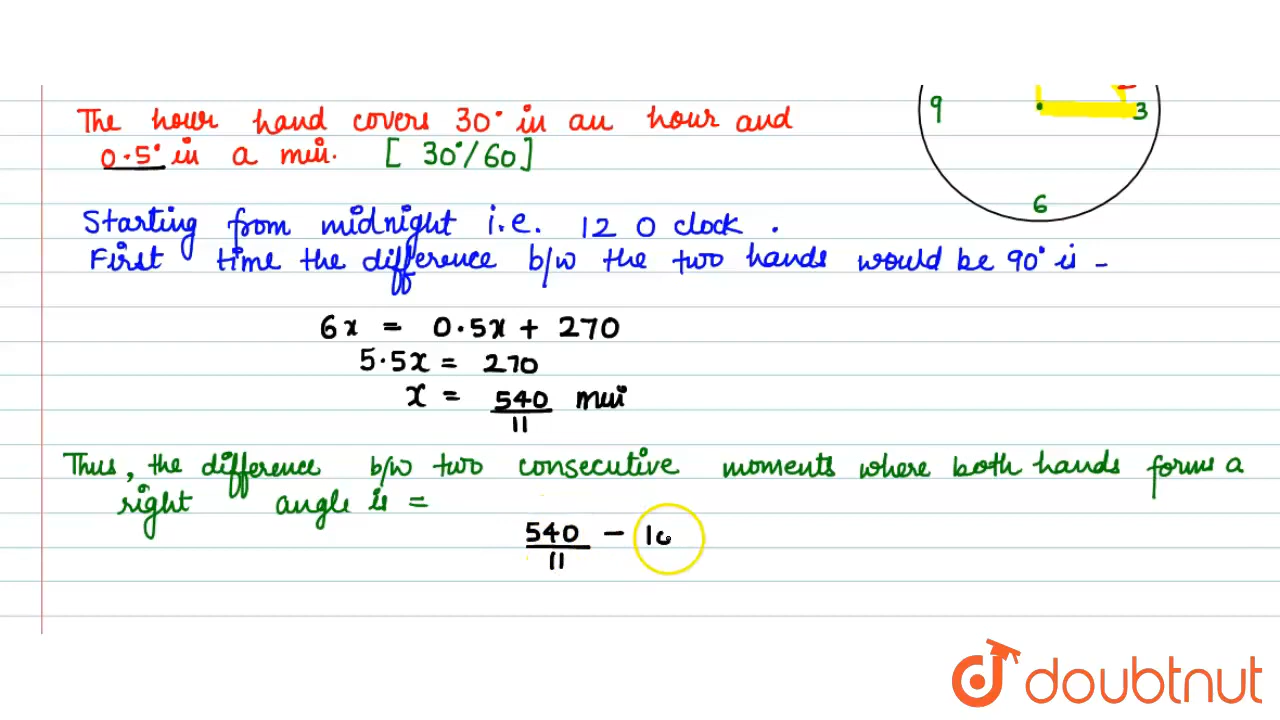 The hour hand covers 30° in an hour and
0.5° in a min. [ 30°/60]
9
3
6
Starting from midnight i.e. 12 O clock .
First time the difference b/w the two hands would be 90° is -
6x = 0.5x + 270
5.5x = 270
x = 540/11 min
Thus, the difference b/w two consecutive moments where both hands forms a
right angle is =
540/11 - 16
doubtnut